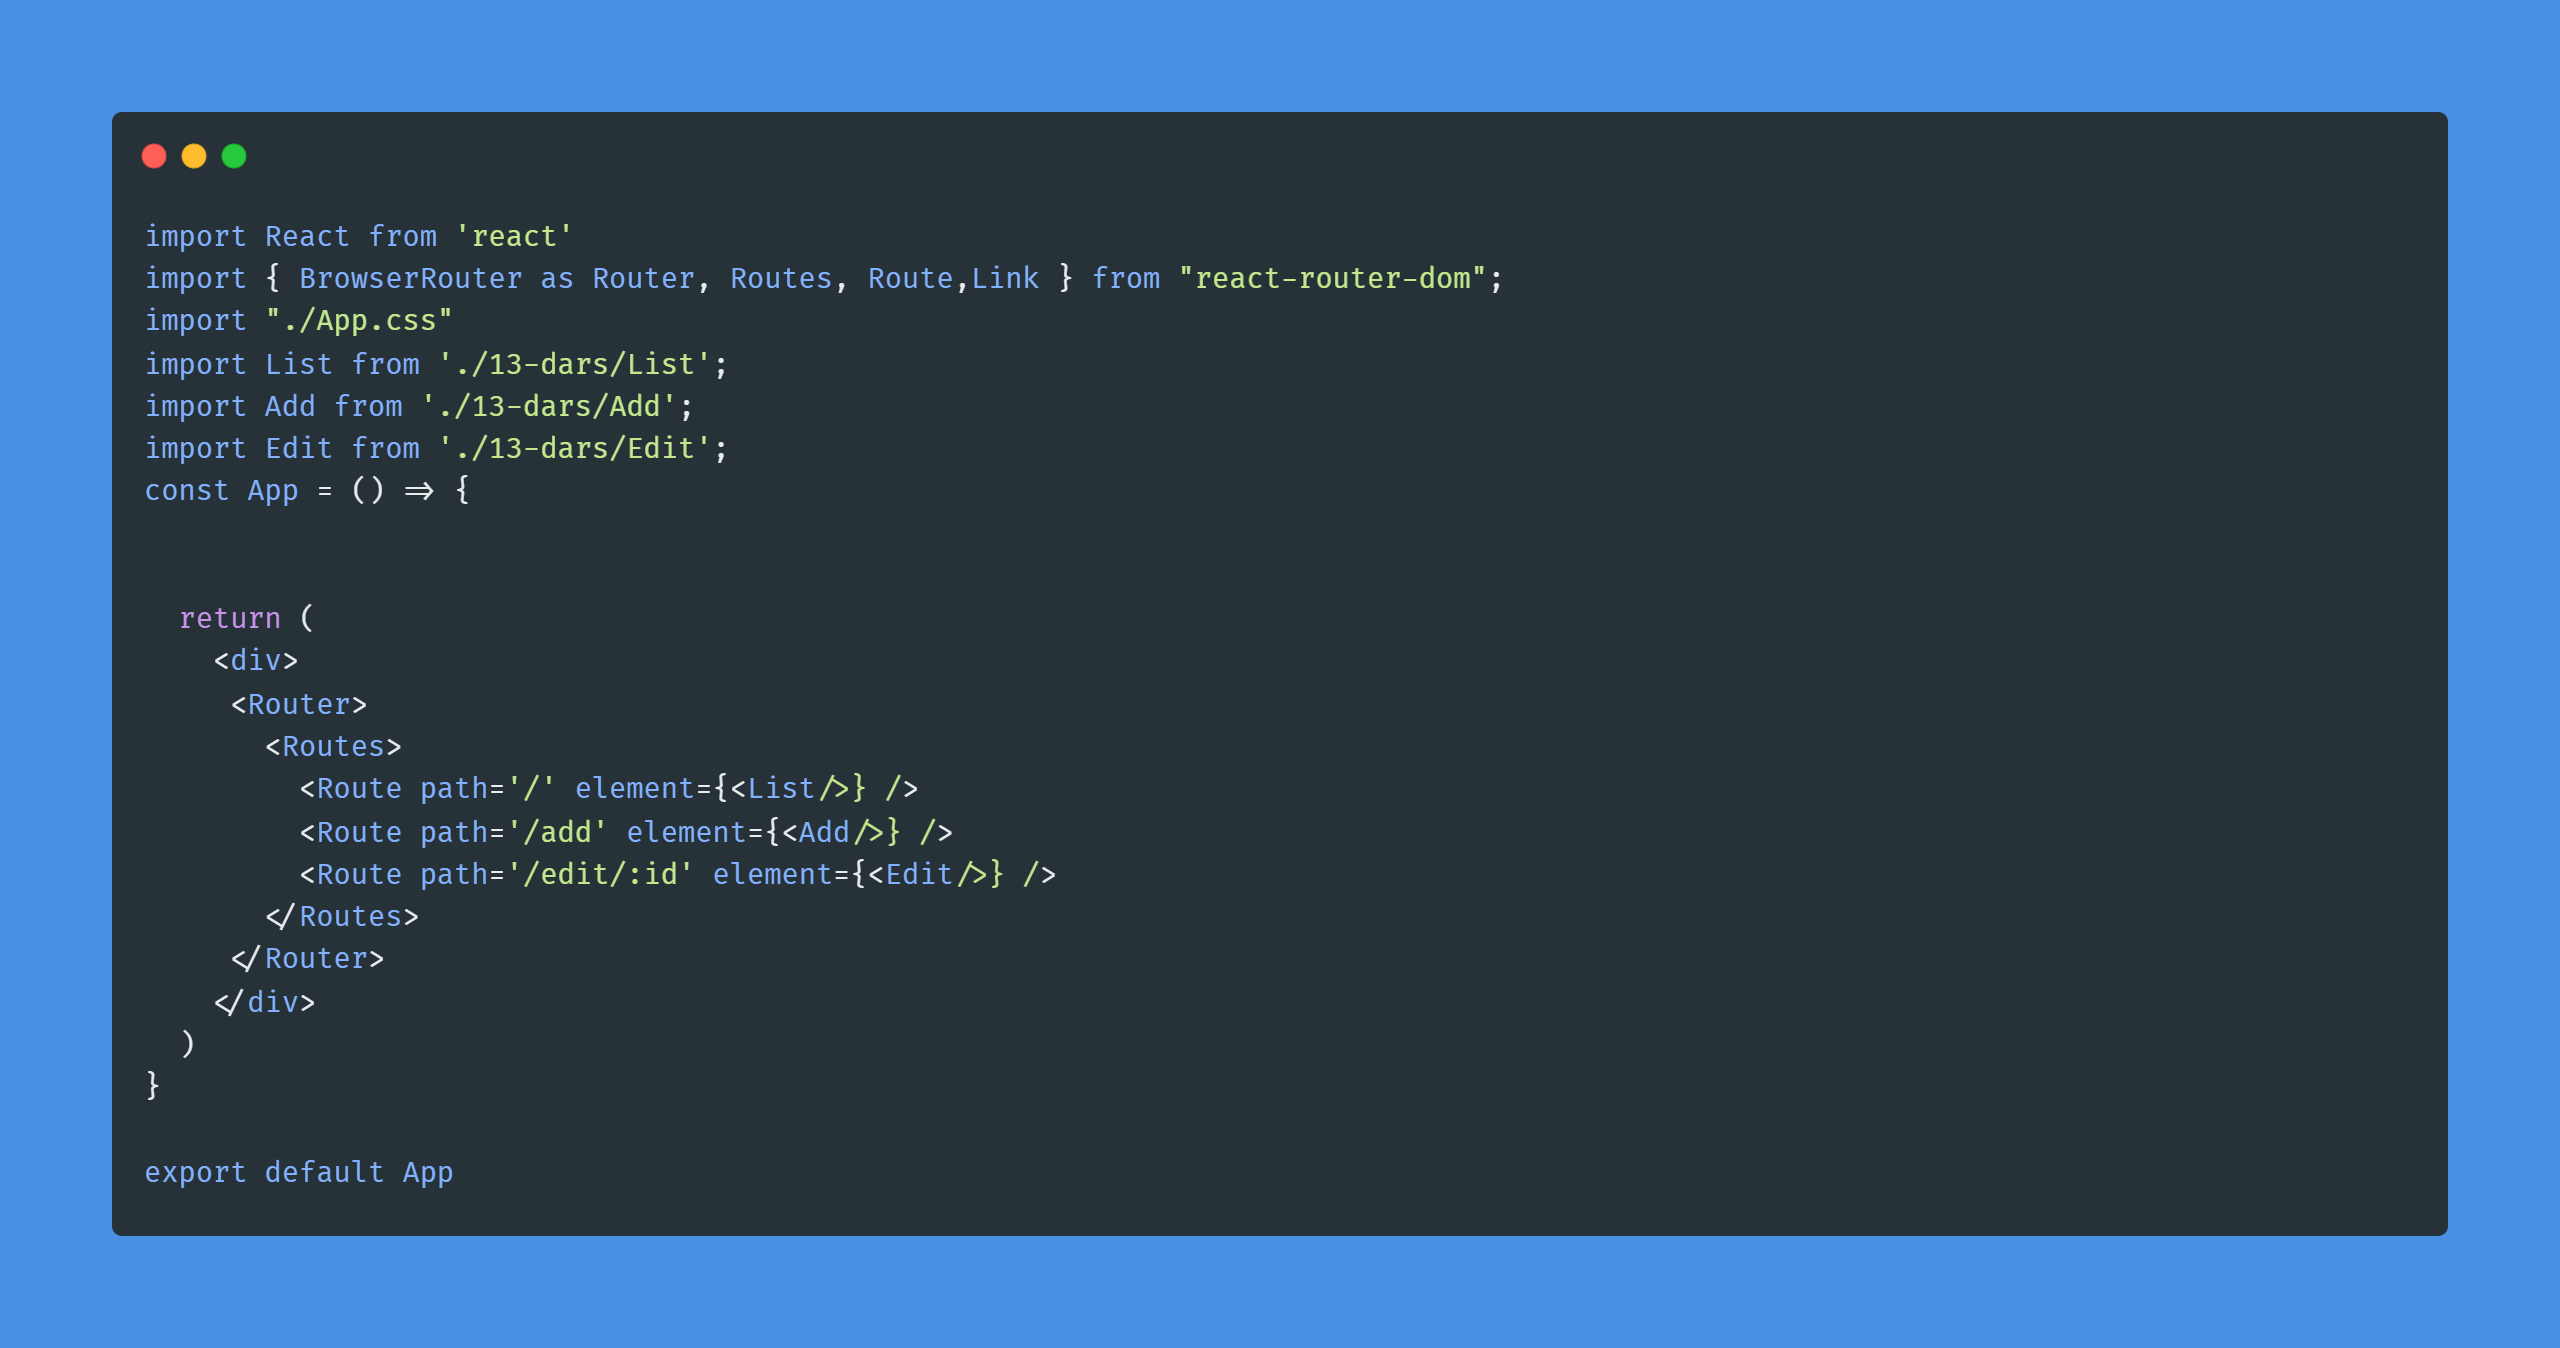 import React from 'react'
import { BrowserRouter as Router, Routes, Route,Link } from "react-router-dom";
import "./App.css"
import List from './13-dars/List';
import Add from './13-dars/Add';
import Edit from './13-dars/Edit';
const App = () => {
  return (
    <div>
     <Router>
       <Routes>
         <Route path='/' element={<List/>} />
         <Route path='/add' element={<Add/>} />
         <Route path='/edit/:id' element={<Edit/>} />
       </Routes>
     </Router>
    </div>
  )
}
export default App